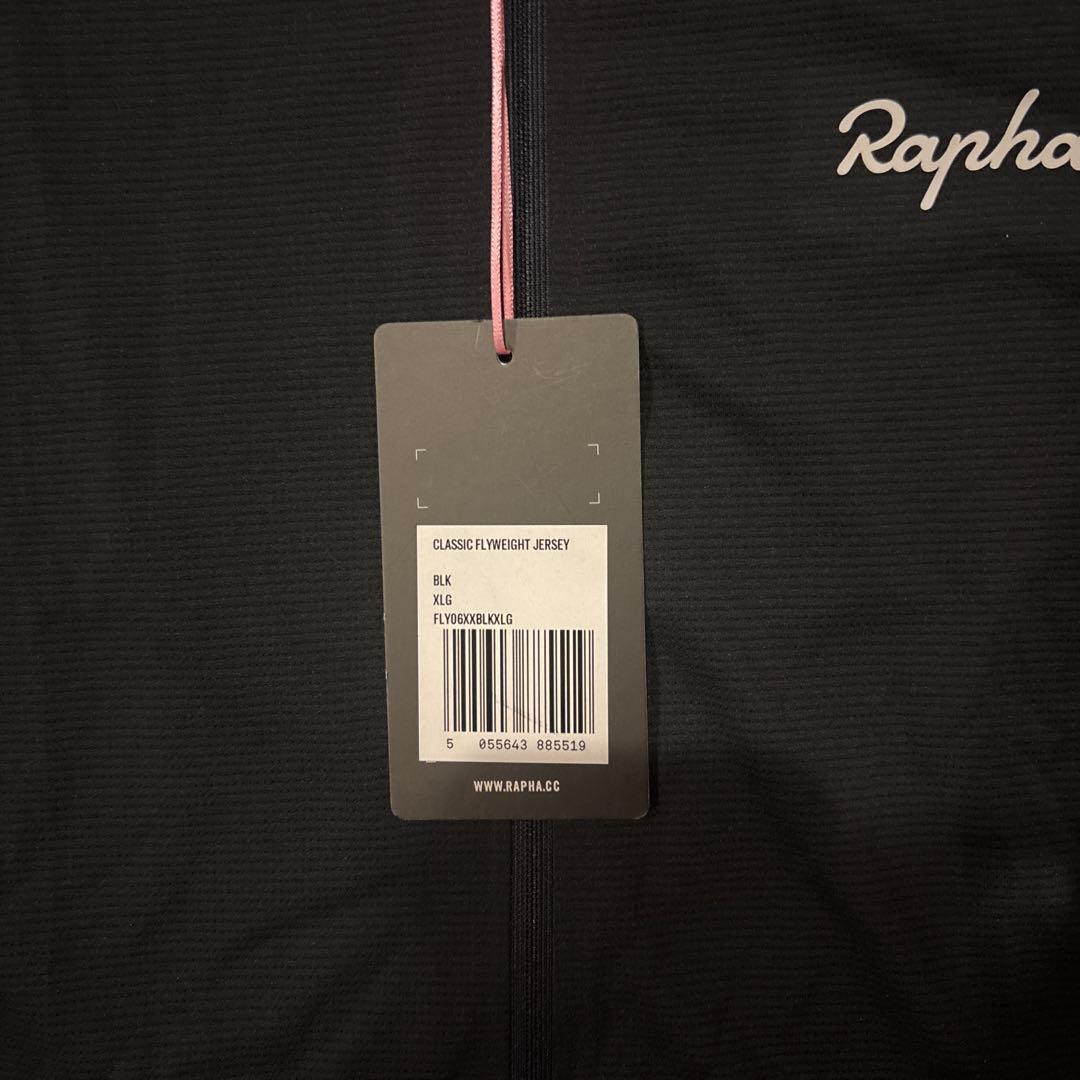 Rapha
CLASSIC FLYWEIGHT JERSEY
BLK
XLG
FLY06XXBLKXLG
5 055643 885519
WWW.RAPHA.CC